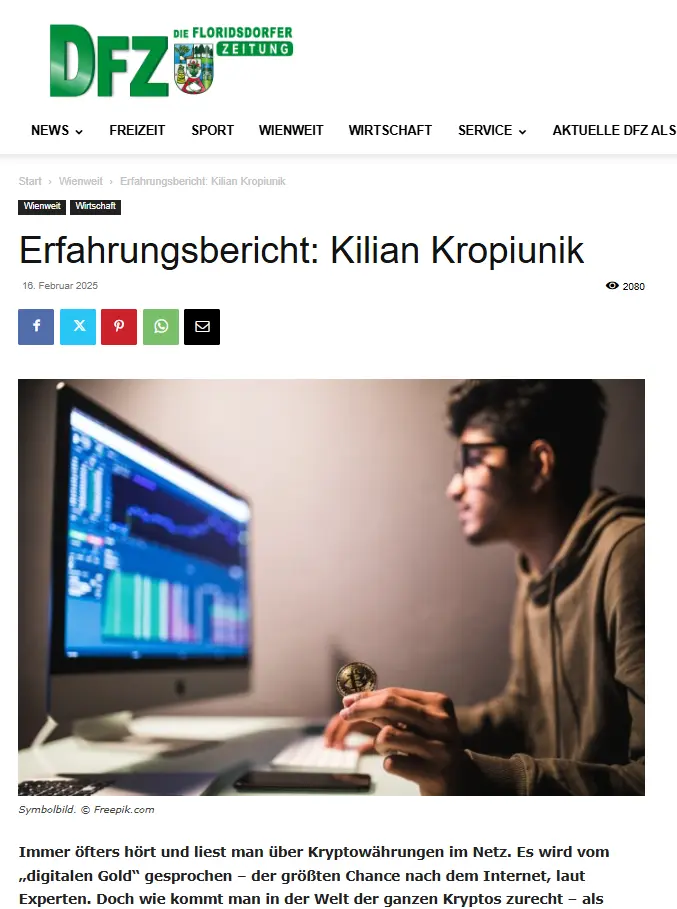 DFZ DIE FLORIDSDORFER
ZEITUNG
NEWS FREIZEIT SPORT WIENWEIT WIRTSCHAFT SERVICE AKTUELLE DFZ ALS
Start › Wienweit › Erfahrungsbericht: Kilian Kropiunik
Wienweit Wirtschaft
Erfahrungsbericht: Kilian Kropiunik
16. Februar 2025 2080
Symbolbild. © Freepik.com
Immer öfters hört und liest man über Kryptowährungen im Netz. Es wird vom
„digitalen Gold“ gesprochen – der größten Chance nach dem Internet, laut
Experten. Doch wie kommt man in der Welt der ganzen Kryptos zurecht – als